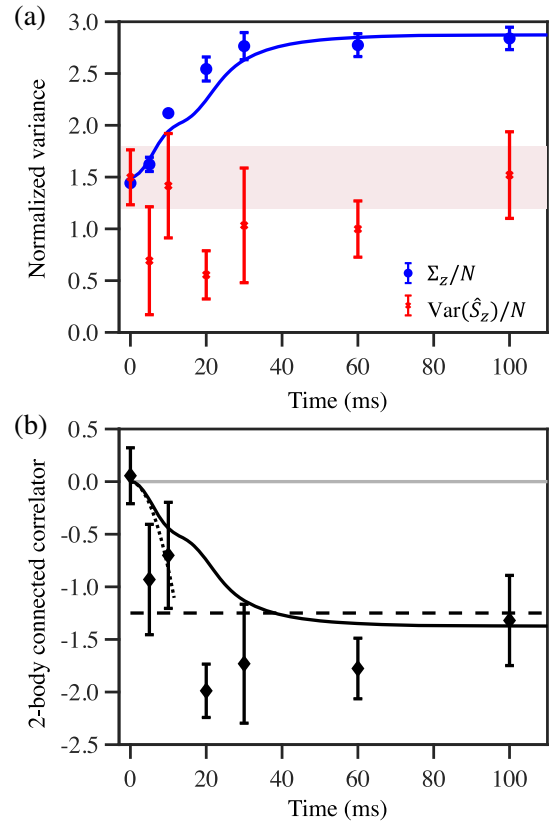 (a)
Normalized variance
3.0
2.5
2.0
1.5
1.0
0.5
0.0
Σ_z/N
Var(Ŝ_z)/N
0 20 40 60 80 100
Time (ms)
(b)
2-body connected correlator
0.5
0.0
-0.5
-1.0
-1.5
-2.0
-2.5
0 20 40 60 80 100
Time (ms)